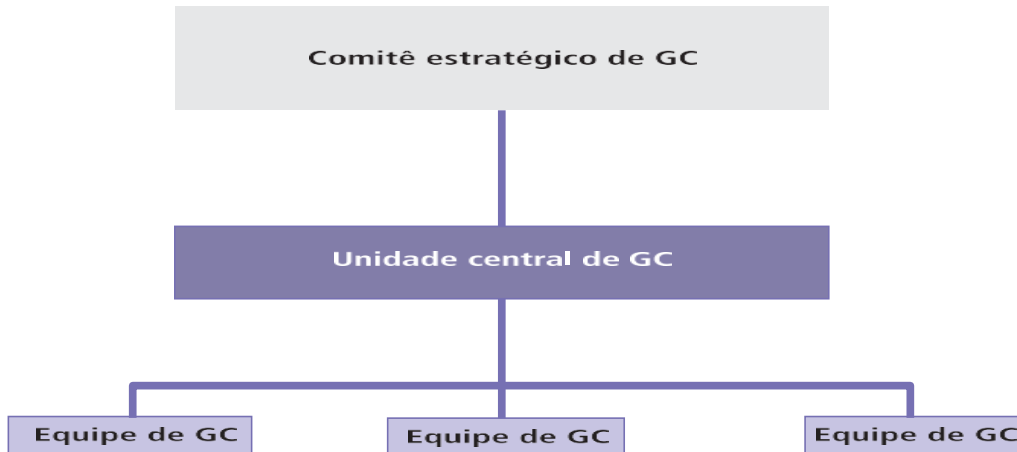 Comitê estratégico de GC
Unidade central de GC
Equipe de GC
Equipe de GC
Equipe de GC